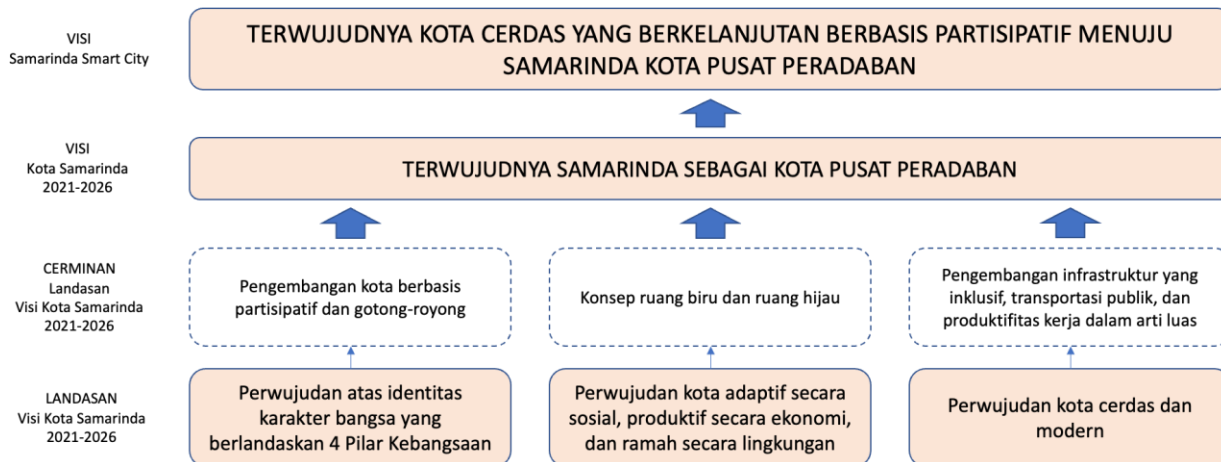 VISI
Samarinda Smart City
TERWUJUDNYA KOTA CERDAS YANG BERKELANJUTAN BERBASIS PARTISIPATIF MENUJU
SAMARINDA KOTA PUSAT PERADABAN
VISI
Kota Samarinda
2021-2026
TERWUJUDNYA SAMARINDA SEBAGAI KOTA PUSAT PERADABAN
CERMINAN
Landasan
Visi Kota Samarinda
2021-2026
Pengembangan kota berbasis
partisipatif dan gotong-royong
Konsep ruang biru dan ruang hijau
Pengembangan infrastruktur yang
inklusif, transportasi publik, dan
produktifitas kerja dalam arti luas
LANDASAN
Visi Kota Samarinda
2021-2026
Perwujudan atas identitas
karakter bangsa yang
berlandaskan 4 Pilar Kebangsaan
Perwujudan kota adaptif secara
sosial, produktif secara ekonomi,
dan ramah secara lingkungan
Perwujudan kota cerdas dan
modern